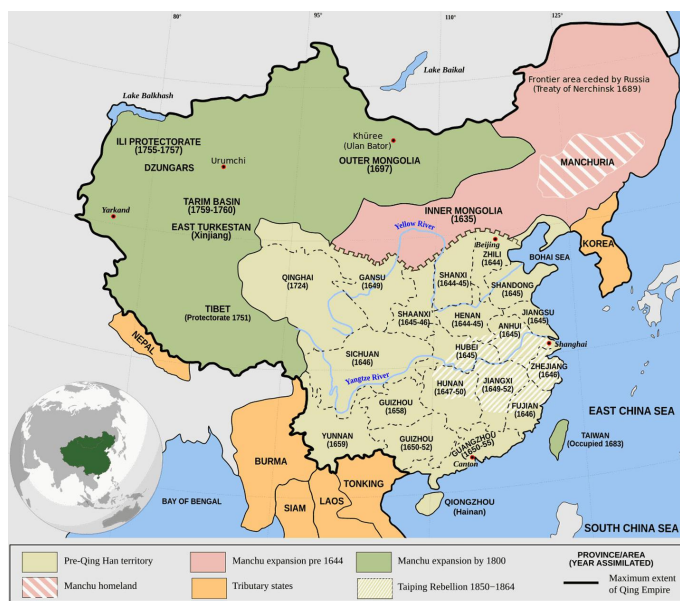 80°
95°
110°
125°
Lake Baikal
Frontier area ceded by Russia
(Treaty of Nerchinsk 1689)
Lake Balkhash
ILI PROTECTORATE
(1755-1757)
DZUNGARS
Urumchi
Khüree
(Ulan Bator)
OUTER MONGOLIA
(1697)
MANCHURIA
Yarkand
TARIM BASIN
(1759-1760)
EAST TURKESTAN
(Xinjiang)
INNER MONGOLIA
(1635)
Yellow River
Beijing
ZHILI
(1644)
BOHAI SEA
KOREA
QINGHAI
(1724)
GANSU
(1649)
SHANXI
(1644-45)
SHANDONG
(1645)
TIBET
(Protectorate 1751)
SHAANXI
(1645-46)
HENAN
(1644-45)
JIANGSU
(1645)
ANHUI
(1645)
NEPAL
SICHUAN
(1646)
HUBEI
(1645)
Shanghai
Yangtze River
ZHEJIANG
(1646)
HUNAN
(1647-50)
JIANGXI
(1649-52)
GUIZHOU
(1658)
FUJIAN
(1646)
EAST CHINA SEA
YUNNAN
(1659)
GUIZHOU
(1650-52)
GUANGZHOU
(1650-55)
Canton
TAIWAN
(Occupied 1683)
BURMA
TONKING
LAOS
SIAM
BAY OF BENGAL
QIONGZHOU
(Hainan)
SOUTH CHINA SEA
Pre-Qing Han territory
Manchu expansion pre 1644
Manchu expansion by 1800
PROVINCE/AREA
(YEAR ASSIMILATED)
Manchu homeland
Tributary states
Taiping Rebellion 1850−1864
Maximum extent
of Qing Empire